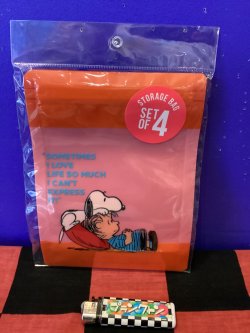 STORAGE BAG
SET OF
4
"SOMETIMES
I LOVE
LIFE SO MUCH
I CAN'T
EXPRESS
IT!"